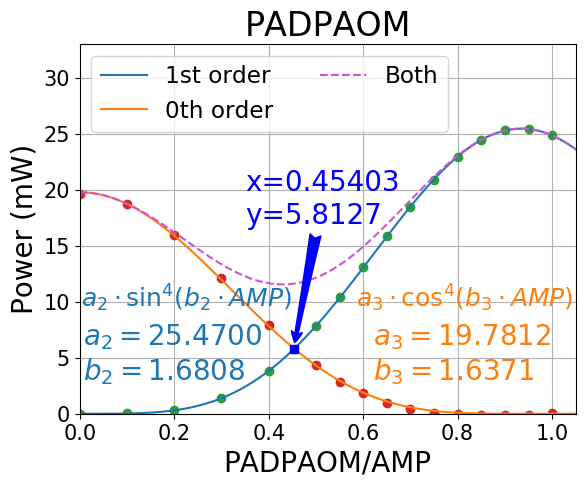 PADPAOM
1st order
0th order
Both
x=0.45403
y=5.8127
a₂ · sin⁴(b₂ · AMP)
a₂ = 25.4700
b₂ = 1.6808
a₃ · cos⁴(b₃ · AMP)
a₃ = 19.7812
b₃ = 1.6371
Power (mW)
30
25
20
15
10
5
0
0.0 0.2 0.4 0.6 0.8 1.0
PADPAOM/AMP